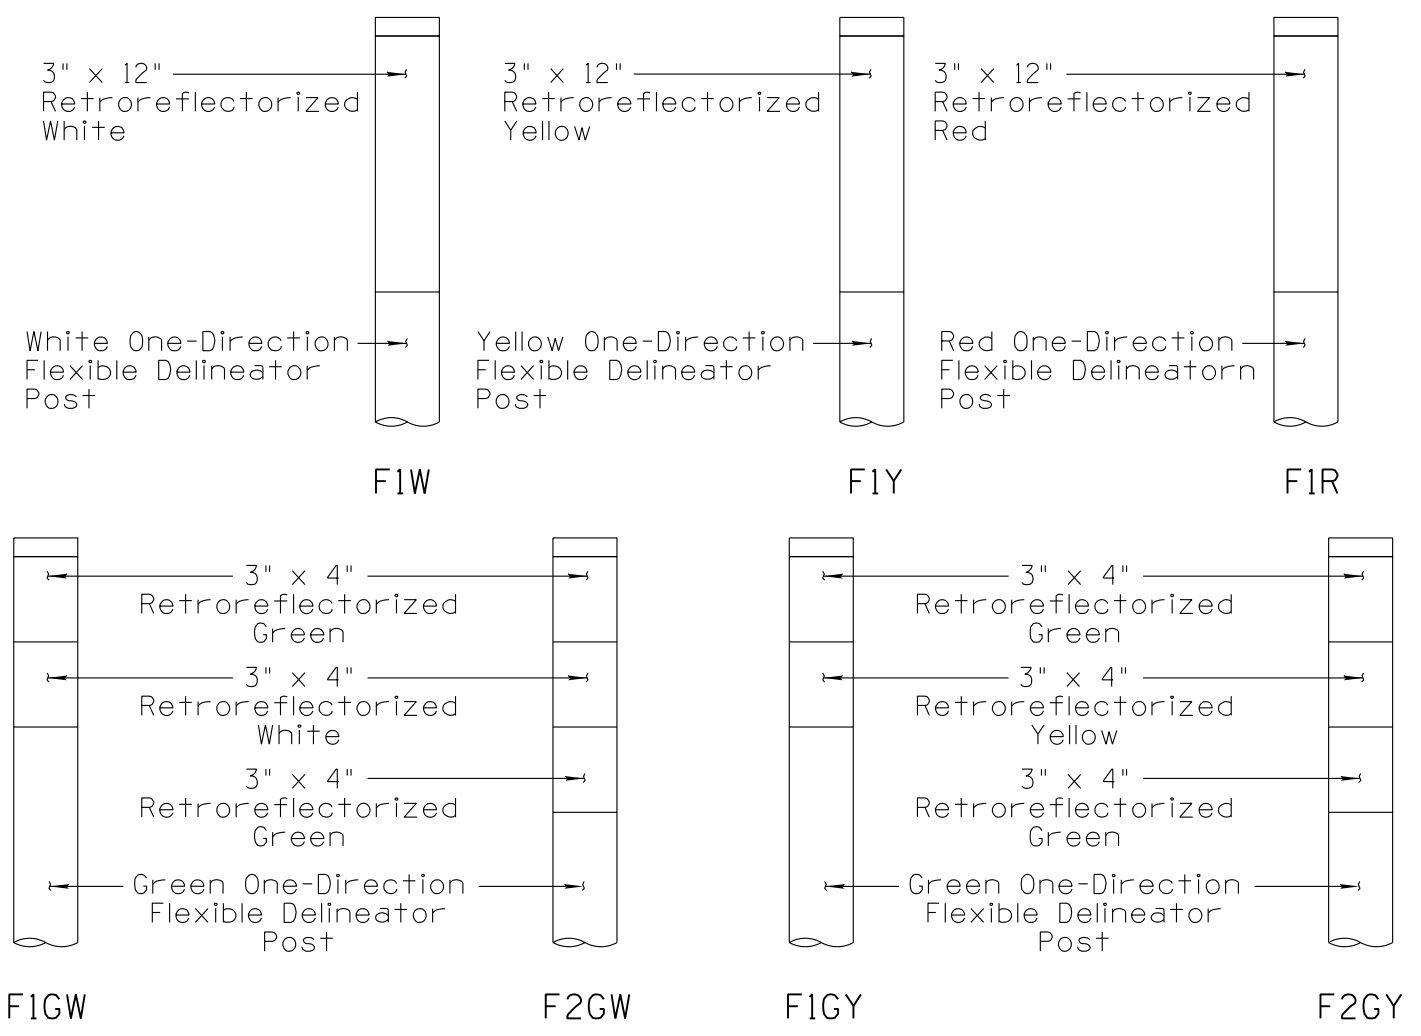 3" x 12"
Retroreflectorized
White
3" x 12"
Retroreflectorized
Yellow
3" x 12"
Retroreflectorized
Red
White One-Direction
Flexible Delineator
Post
Yellow One-Direction
Flexible Delineator
Post
Red One-Direction
Flexible Delineatorn
Post
F1W
F1Y
F1R
3" x 4"
Retroreflectorized
Green
3" x 4"
Retroreflectorized
White
3" x 4"
Retroreflectorized
Green
Green One-Direction
Flexible Delineator
Post
3" x 4"
Retroreflectorized
Green
3" x 4"
Retroreflectorized
Yellow
3" x 4"
Retroreflectorized
Green
Green One-Direction
Flexible Delineator
Post
F1GW
F2GW
F1GY
F2GY